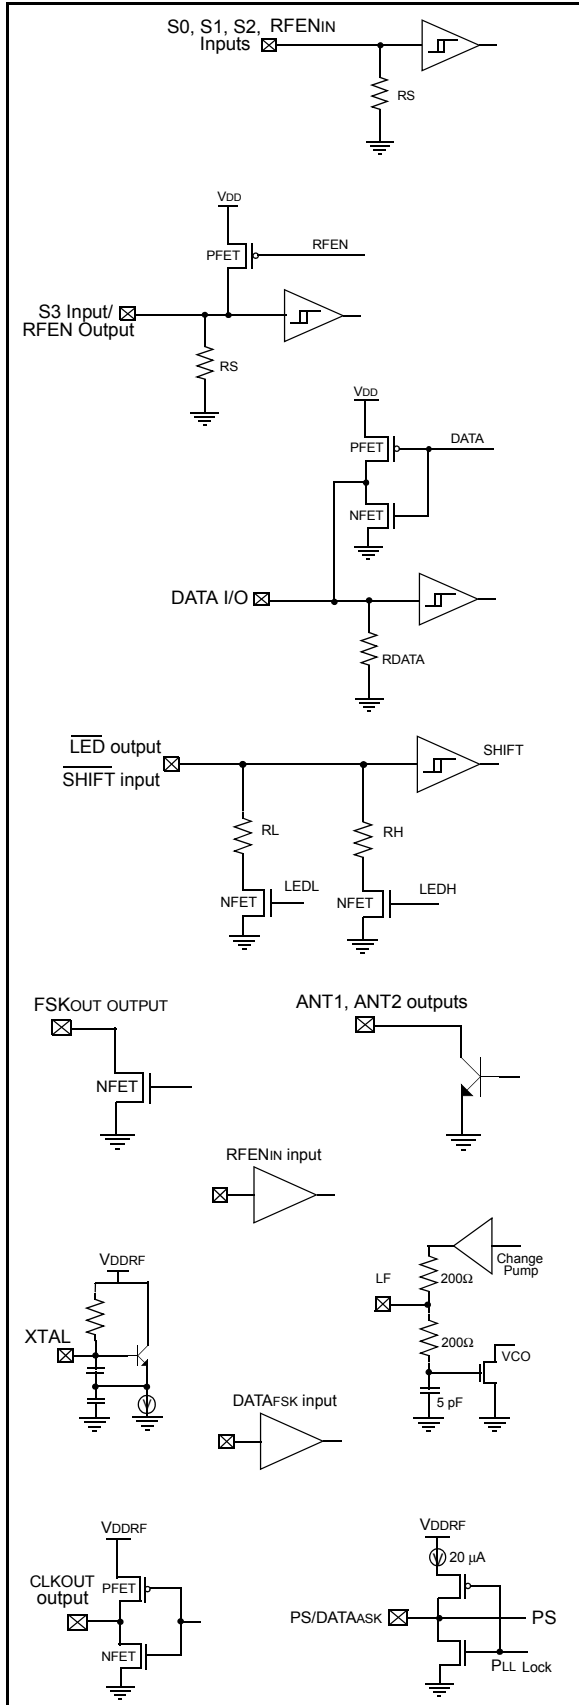 S0, S1, S2, RFENIN
Inputs
RS
VDD
PFET
RFEN
S3 Input/
RFEN Output
RS
VDD
PFET
DATA
NFET
DATA I/O
RDATA
LED output
SHIFT input
SHIFT
RL
RH
NFET
LEDL
NFET
LEDH
FSKOUT OUTPUT
NFET
ANT1, ANT2 outputs
RFENIN input
VDDRF
XTAL
Change
Pump
200Ω
LF
200Ω
VCO
5 pF
DATAFSK input
VDDRF
CLKOUT
output
PFET
NFET
VDDRF
20 µA
PS/DATAASK
PS
PLL Lock